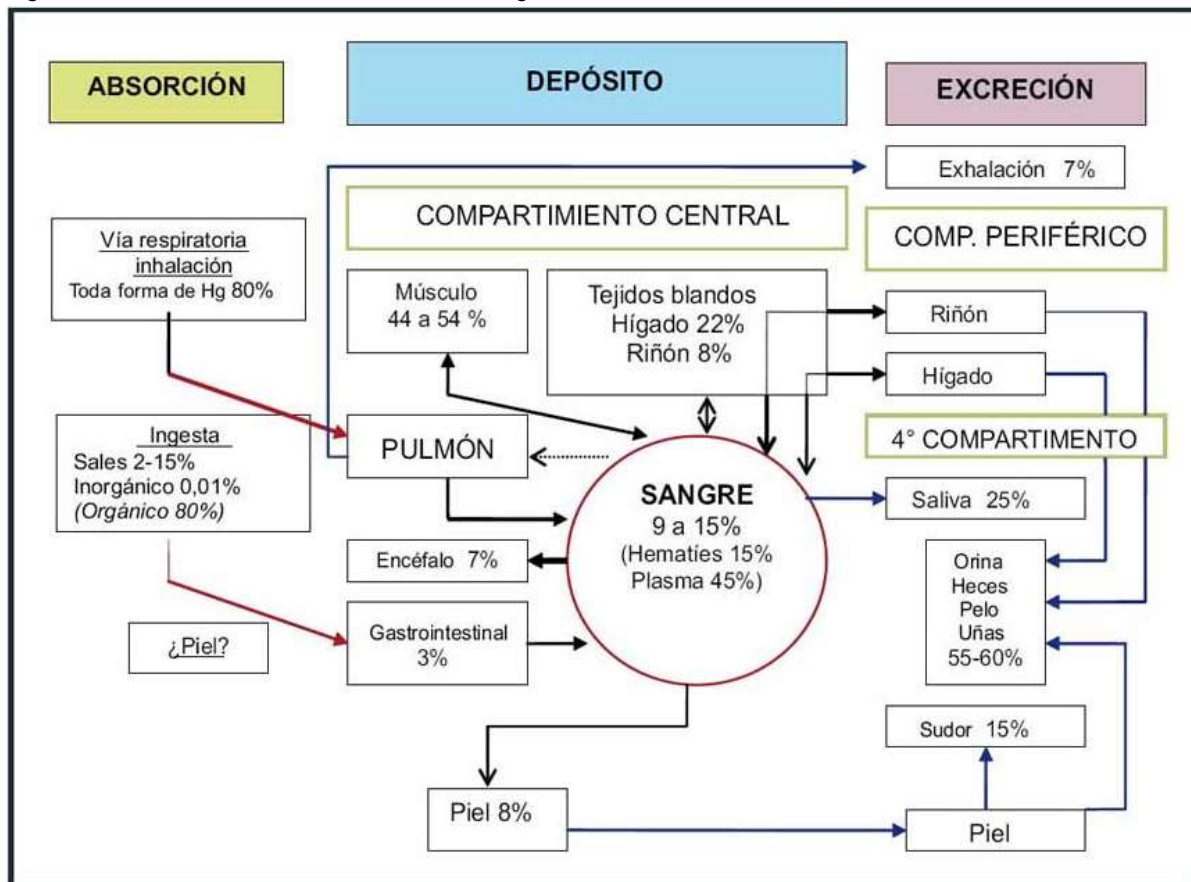 ABSORCIÓN
DEPÓSITO
EXCRECIÓN
Exhalación 7%
COMPARTIMIENTO CENTRAL
COMP. PERIFÉRICO
Vía respiratoria
inhalación
Toda forma de Hg 80%
Músculo
44 a 54 %
Tejidos blandos
Hígado 22%
Riñón 8%
Riñón
Hígado
Ingesta
Sales 2-15%
Inorgánico 0,01%
(Orgánico 80%)
PULMÓN
4° COMPARTIMENTO
SANGRE
9 a 15%
(Hematíes 15%
Plasma 45%)
Saliva 25%
Encéfalo 7%
Orina
Heces
Pelo
Uñas
55-60%
¿Piel?
Gastrointestinal
3%
Sudor 15%
Piel 8%
Piel